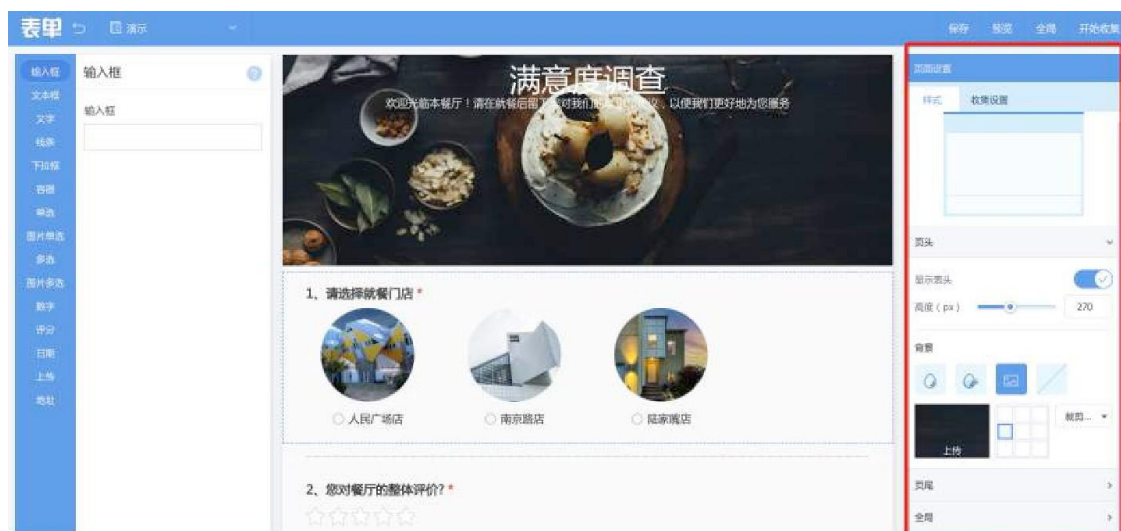 表单 演示 保存 预览 全局 开始收集
输入框
文本框
文字
线条
下拉框
容器
单选
图片单选
多选
图片多选
数字
评分
日期
上传
地址
输入框 ?
输入框
满意度调查
欢迎光临本餐厅！请在就餐后留下您对我们的
，以便我们更好地为您服务
1、请选择就餐门店 *
人民广场店 南京路店 陆家嘴店
2、您对餐厅的整体评价? *
页面设置
样式 收集设置
页头
显示页头
高度（px） 270
背景
上传
裁剪...
页尾
全局